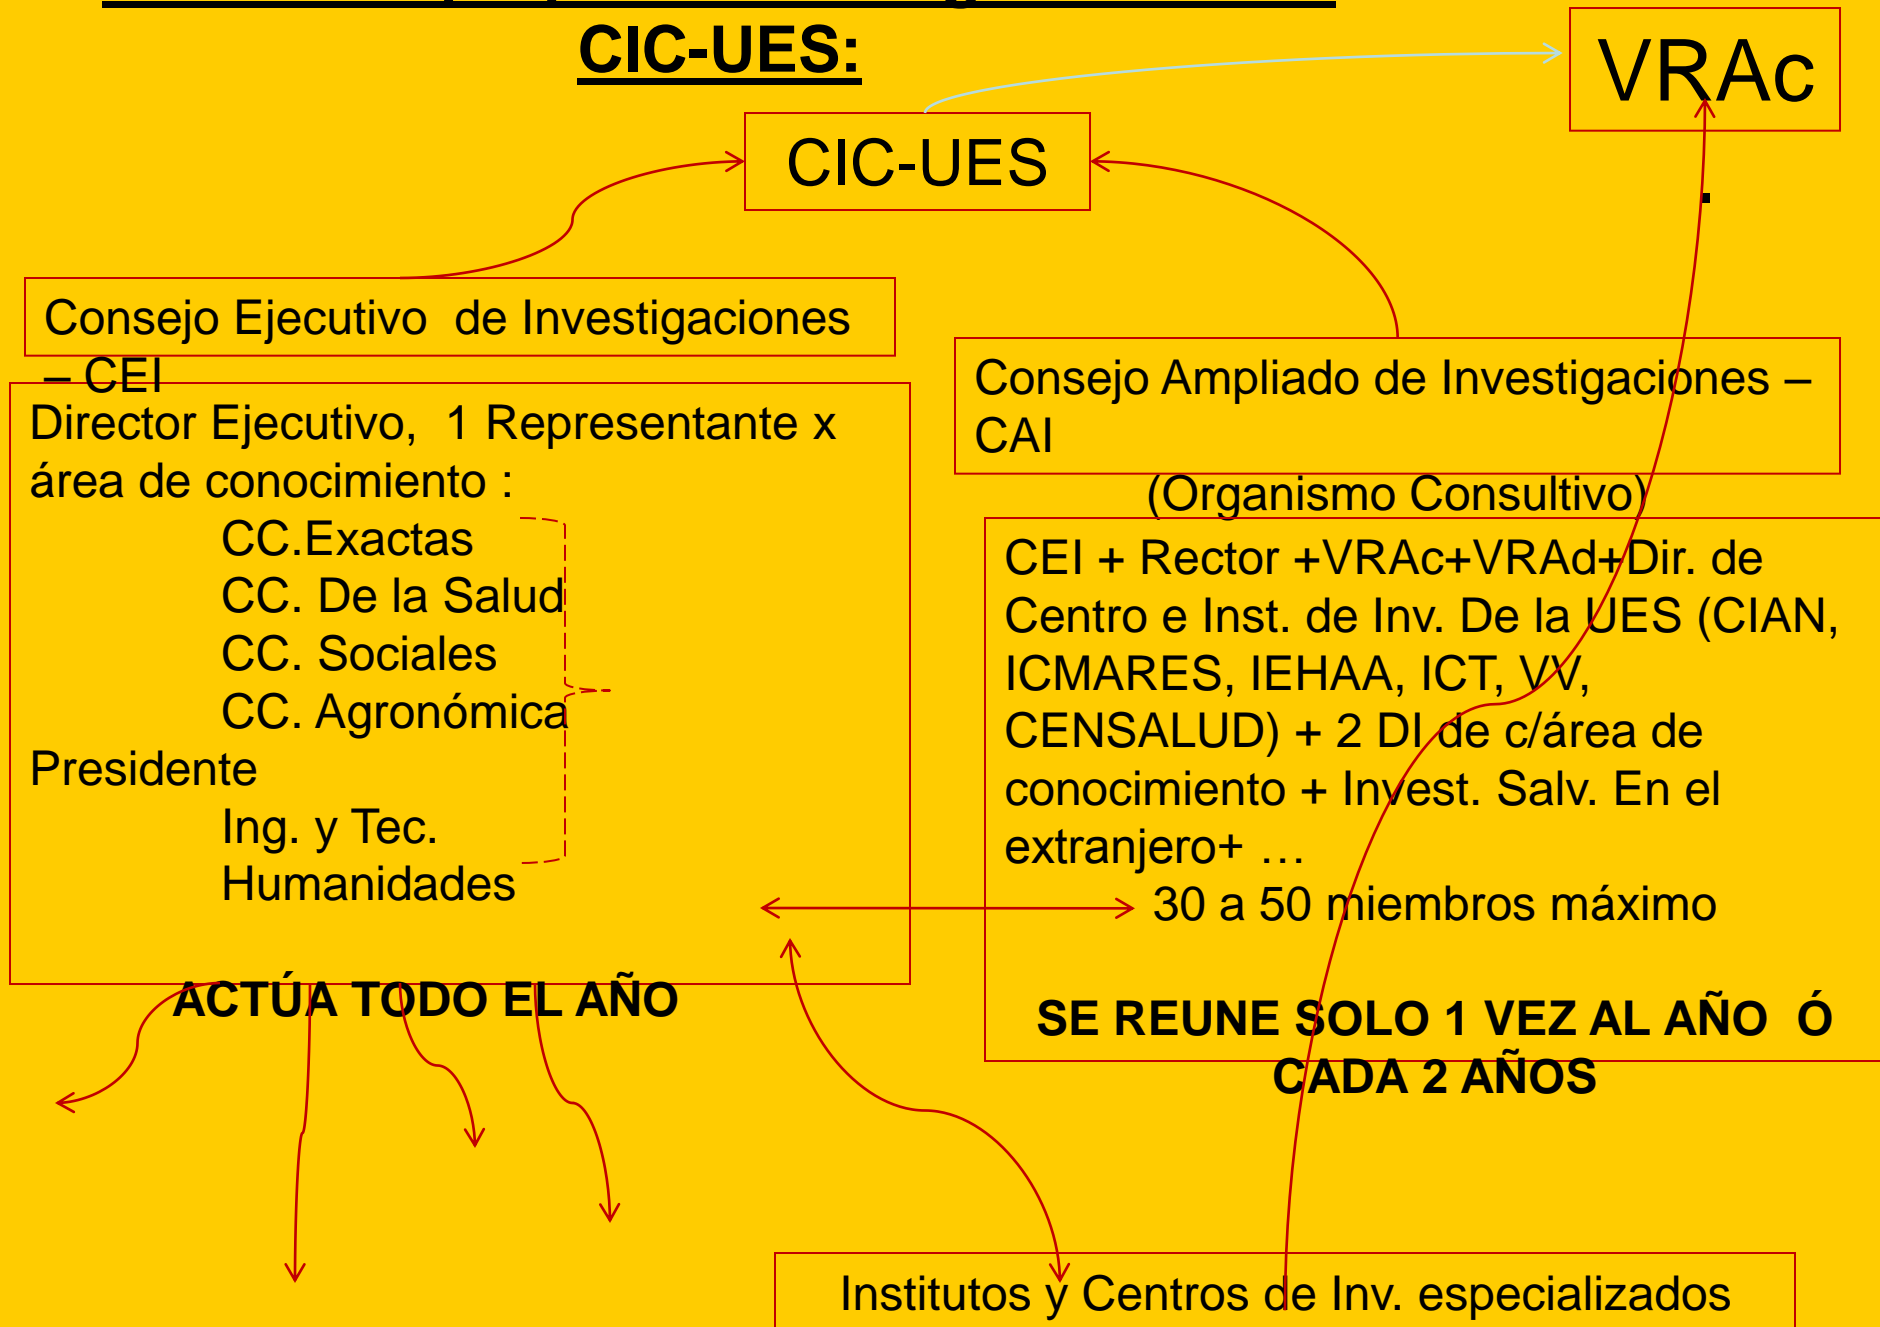 CIC-UES:
VRAc
CIC-UES
.
Consejo Ejecutivo  de Investigaciones
– CEI
Director Ejecutivo,  1 Representante x
área de conocimiento :
CC.Exactas
CC. De la Salud
CC. Sociales
CC. Agronómica
Presidente
Ing. y Tec.
Humanidades
ACTÚA TODO EL AÑO
Consejo Ampliado de Investigaciones –
CAI
(Organismo Consultivo)
CEI + Rector +VRAc+VRAd+Dir. de
Centro e Inst. de Inv. De la UES (CIAN,
ICMARES, IEHAA, ICT, VV,
CENSALUD) + 2 DI de c/área de
conocimiento + Invest. Salv. En el
extranjero+ …
30 a 50 miembros máximo
SE REUNE SOLO 1 VEZ AL AÑO  Ó
CADA 2 AÑOS
Institutos y Centros de Inv. especializados